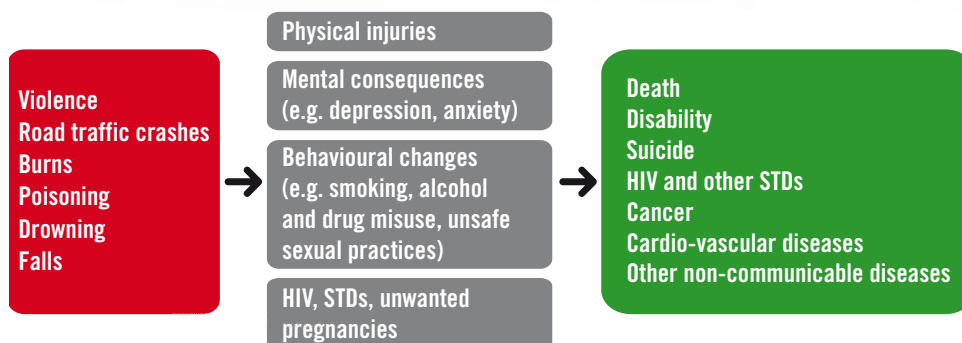 Violence
Road traffic crashes
Burns
Poisoning
Drowning
Falls
Physical injuries
Mental consequences
(e.g. depression, anxiety)
Behavioural changes
(e.g. smoking, alcohol
and drug misuse, unsafe
sexual practices)
HIV, STDs, unwanted
pregnancies
Death
Disability
Suicide
HIV and other STDs
Cancer
Cardio-vascular diseases
Other non-communicable diseases